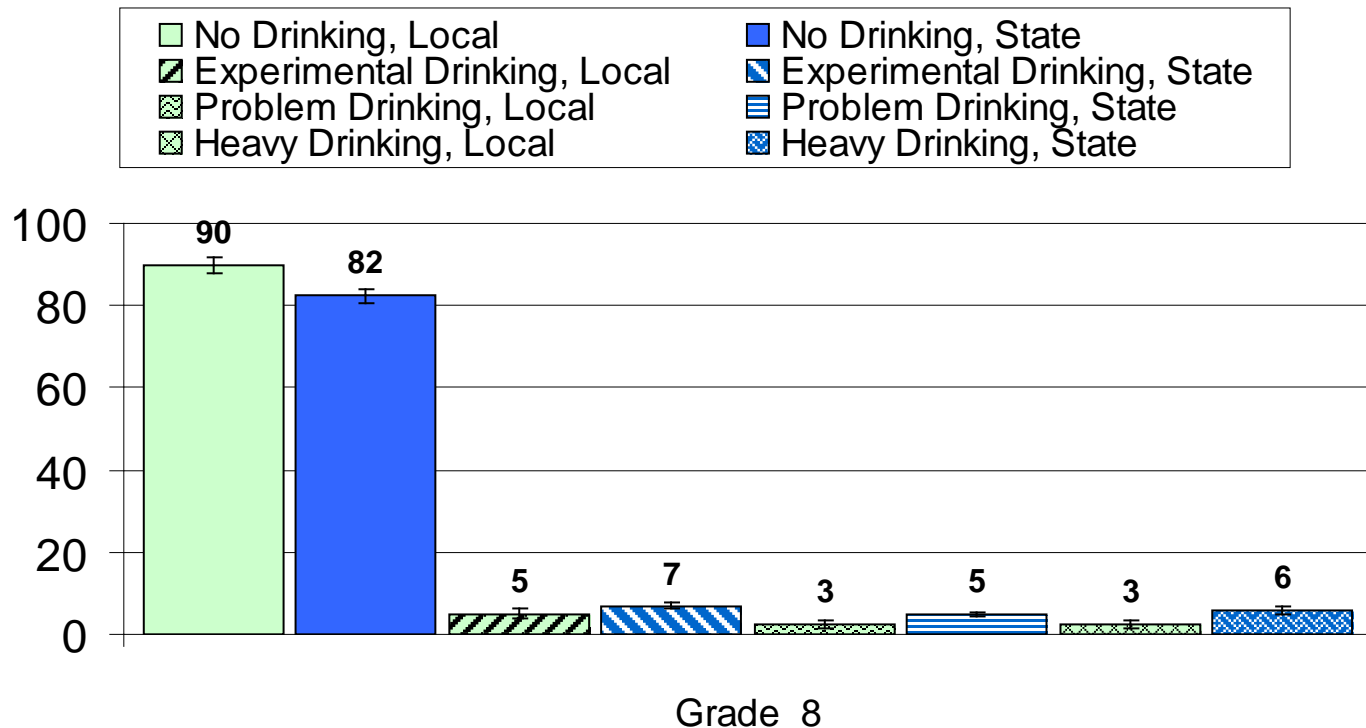 No Drinking, Local No Drinking, State
Experimental Drinking, Local Experimental Drinking, State
Problem Drinking, Local Problem Drinking, State
Heavy Drinking, Local Heavy Drinking, State
100
90
82
80
60
40
20
5 7 3 5 3 6
0
Grade 8